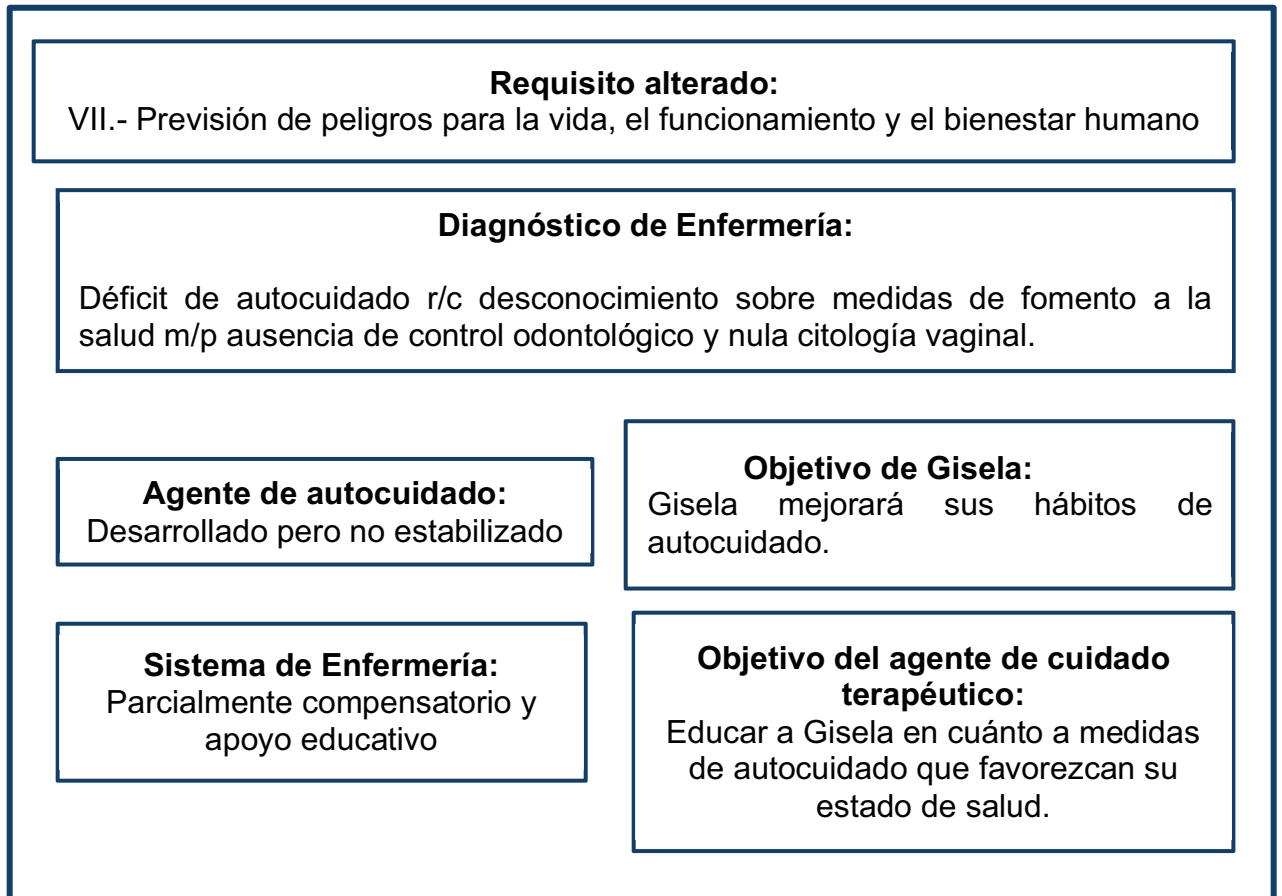 Requisito alterado:
VII.- Previsión de peligros para la vida, el funcionamiento y el bienestar humano
Diagnóstico de Enfermería:
Déficit de autocuidado r/c desconocimiento sobre medidas de fomento a la
salud m/p ausencia de control odontológico y nula citología vaginal.
Agente de autocuidado:
Desarrollado pero no estabilizado
Objetivo de Gisela:
Gisela mejorará sus hábitos de
autocuidado.
Sistema de Enfermería:
Parcialmente compensatorio y
apoyo educativo
Objetivo del agente de cuidado
terapéutico:
Educar a Gisela en cuánto a medidas
de autocuidado que favorezcan su
estado de salud.